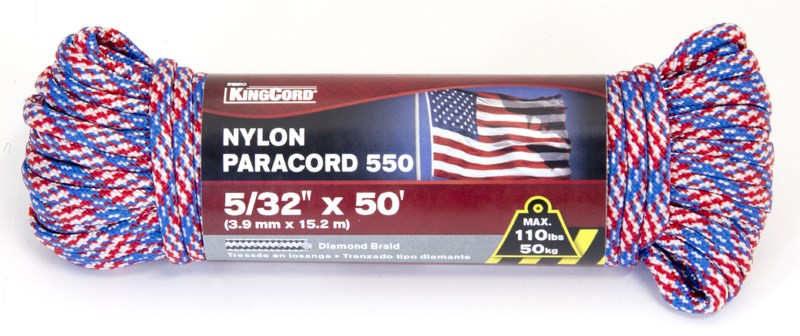 KINGCORD
NYLON
PARACORD 550
5/32" x 50'
(3.9 mm x 15.2 m)
Diamond Braid
Tressée en losange • Trenzado tipo diamante
MAX.
110lbs
50kg